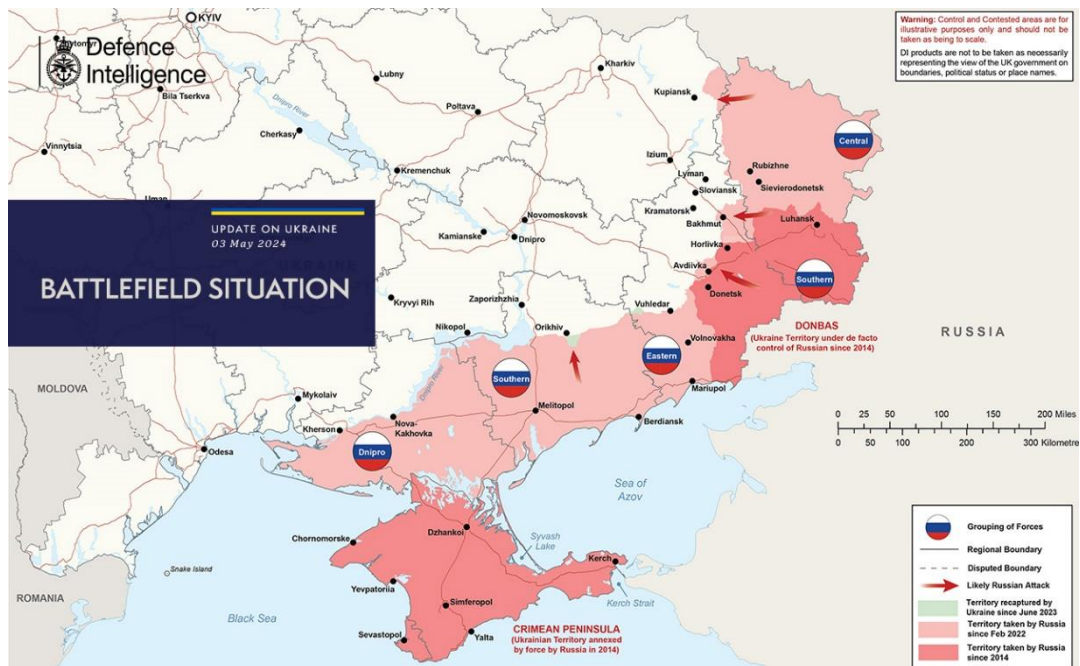 KYIV
Defence
Intelligence
Bila Tserkva
Vinnytsia
Cherkasy
Dnipro River
Lubny
Poltava
Kremenchuk
Kharkiv
Kupiansk
Izium
Lyman
Sloviansk
Kramatorsk
Bakhmut
Horlivka
Avdiivka
Donetsk
Rubizhne
Sievierodonetsk
Luhansk
Central
Southern
Warning: Control and Contested areas are for
illustrative purposes only and should not be
taken as being to scale.
DI products are not to be taken as necessarily
representing the view of the UK government on
boundaries, political status or place names.
UPDATE ON UKRAINE
03 May 2024
BATTLEFIELD SITUATION
Novomoskovsk
Kamianske
Dnipro
Kryvyi Rih
Zaporizhzhia
Nikopol
Orikhiv
Vuhledar
Volnovakha
Eastern
Southern
Mariupol
DONBAS
(Ukraine Territory under de facto
control of Russian since 2014)
RUSSIA
MOLDOVA
Mykolaiv
Kherson
Nova-
Kakhovka
Dnipro
Melitopol
Berdiansk
Odesa
Sea of
Azov
0 25 50 100 150 200 Miles
0 50 100 200 300 Kilometre
Chornomorske
Dzhankoi
Syvash
Lake
Kerch
Kerch Strait
Snake Island
Yevpatoriia
Simferopol
Sevastopol
Yalta
ROMANIA
Black Sea
CRIMEAN PENINSULA
(Ukrainian Territory annexed
by force by Russia in 2014)
Grouping of Forces
Regional Boundary
Disputed Boundary
Likely Russian Attack
Territory recaptured by
Ukraine since June 2023
Territory taken by Russia
since Feb 2022
Territory taken by Russia
since 2014